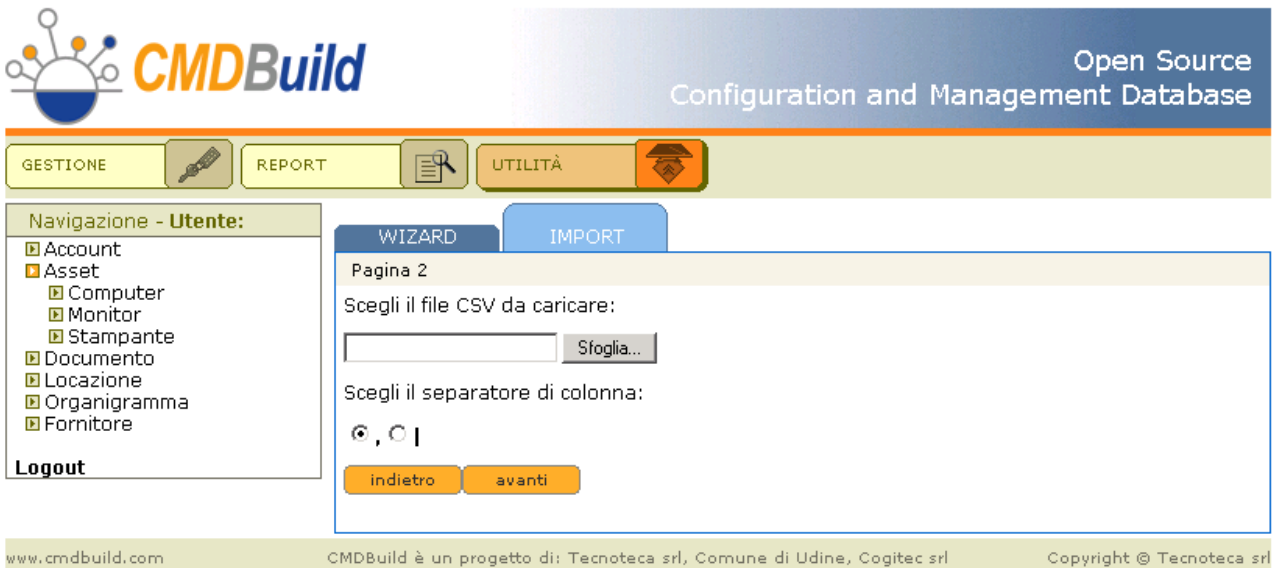 CMDBuild
Open Source
Configuration and Management Database
GESTIONE
REPORT
UTILITÀ
Navigazione - Utente:
Account
Asset
Computer
Monitor
Stampante
Documento
Locazione
Organigramma
Fornitore
Logout
WIZARD
IMPORT
Pagina 2
Scegli il file CSV da caricare:
Sfoglia...
Scegli il separatore di colonna:
, |
indietro
avanti
www.cmdbuild.com
CMDBuild è un progetto di: Tecnoteca srl, Comune di Udine, Cogitec srl
Copyright © Tecnoteca srl